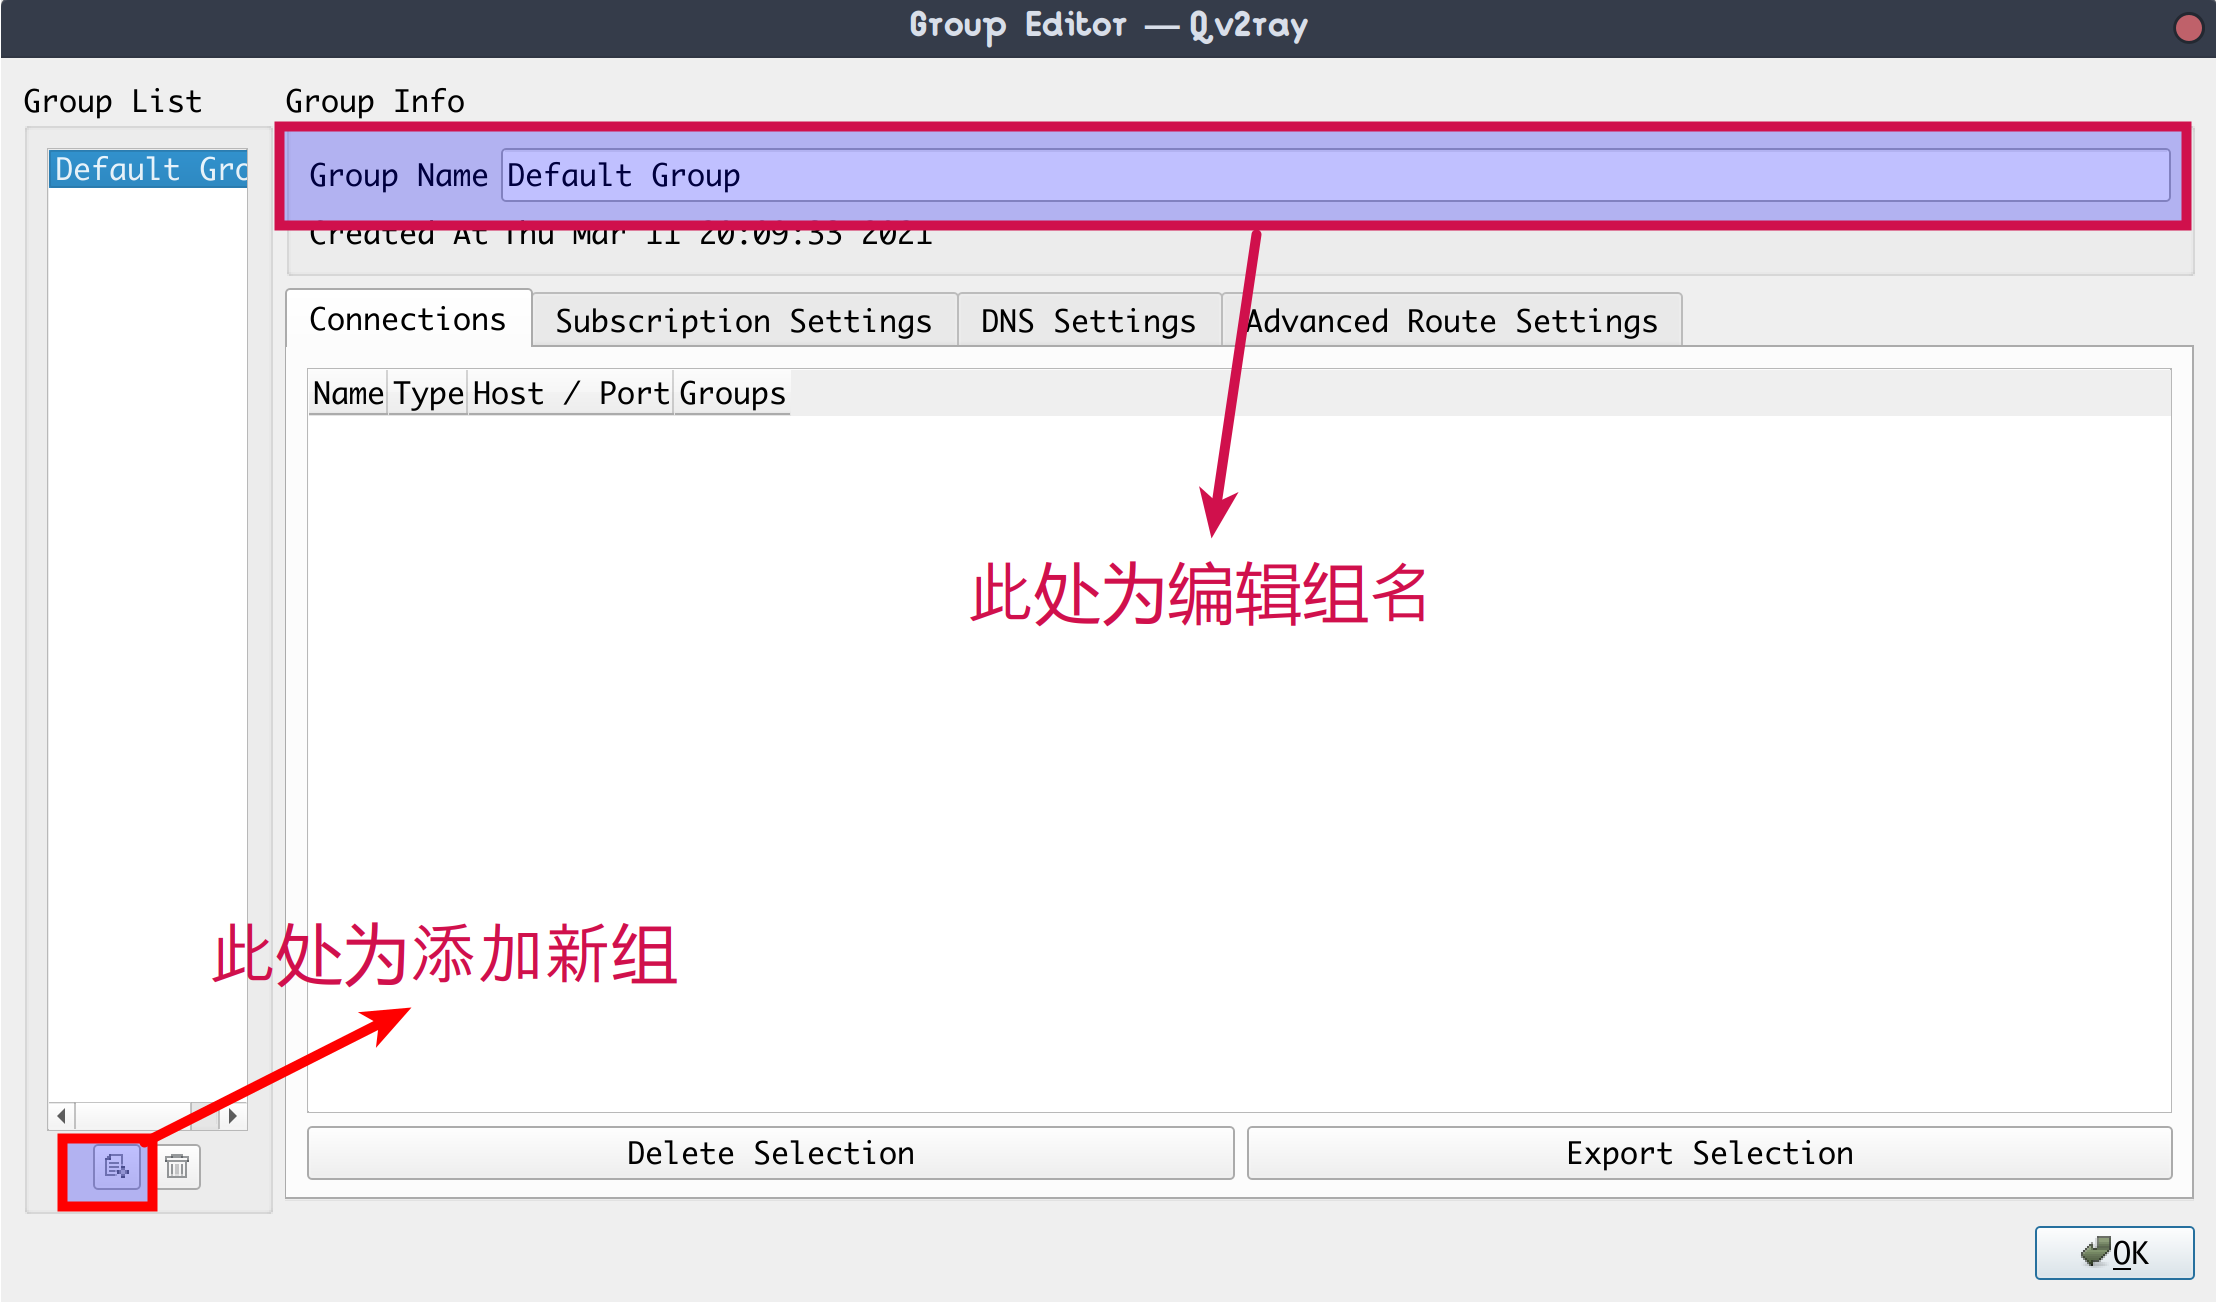 Group Editor — Qv2ray
Group List
Group Info
Default Gro
Group Name Default Group
Created At Thu Mar 11 20:09:33 2021
Connections Subscription Settings DNS Settings Advanced Route Settings
Name Type Host / Port Groups
此处为编辑组名
此处为添加新组
Delete Selection
Export Selection
OK